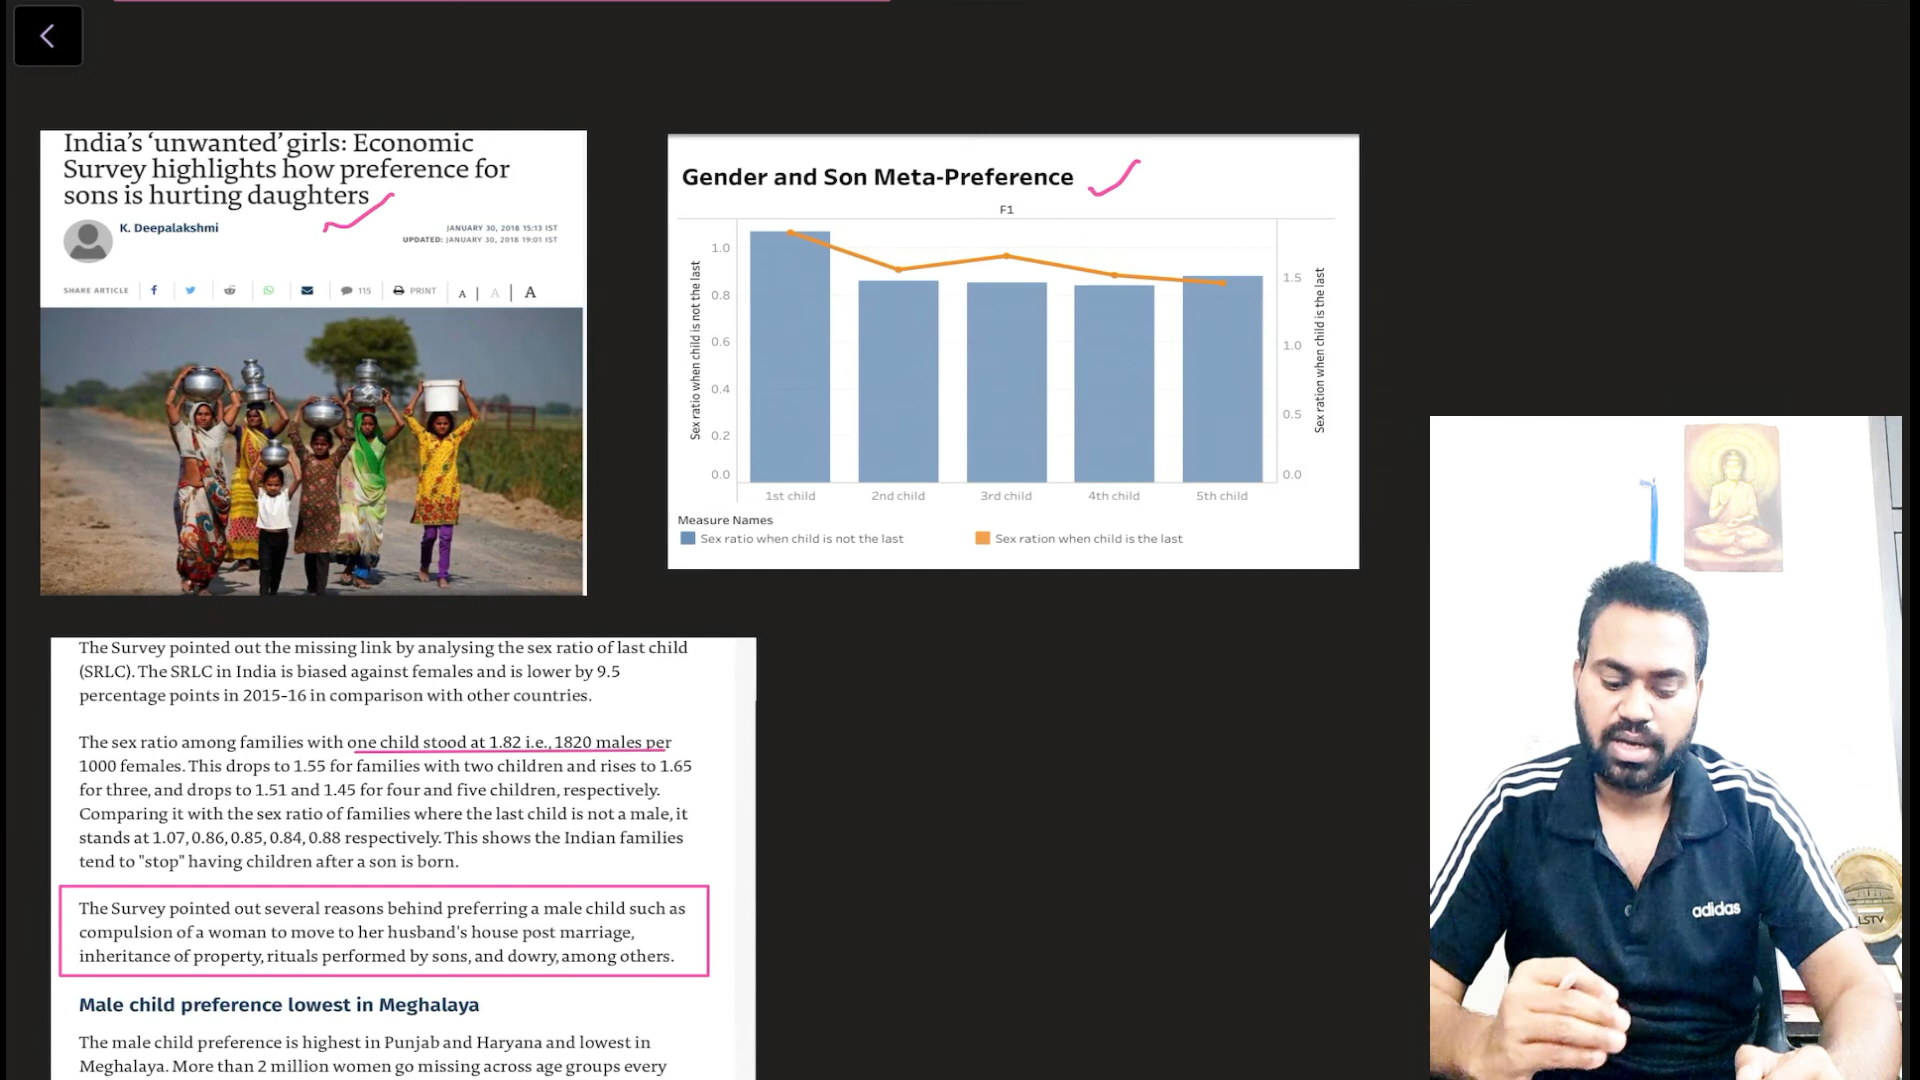 India's 'unwanted' girls: Economic
Survey highlights how preference for
sons is hurting daughters
K. Deepalakshmi
JANUARY 30, 2018 15:13 IST
UPDATED: JANUARY 30, 2018 19:01 IST
SHARE ARTICLE
115
PRINT
A | A | A
Gender and Son Meta-Preference
F1
Sex ratio when child is not the last
1.0
0.8
0.6
0.4
0.2
0.0
1.5
1.0
0.5
0.0
Sex ration when child is the last
1st child 2nd child 3rd child 4th child 5th child
Measure Names
Sex ratio when child is not the last
Sex ration when child is the last
The Survey pointed out the missing link by analysing the sex ratio of last child
(SRLC). The SRLC in India is biased against females and is lower by 9.5
percentage points in 2015-16 in comparison with other countries.
The sex ratio among families with one child stood at 1.82 i.e., 1820 males per
1000 females. This drops to 1.55 for families with two children and rises to 1.65
for three, and drops to 1.51 and 1.45 for four and five children, respectively.
Comparing it with the sex ratio of families where the last child is not a male, it
stands at 1.07, 0.86, 0.85, 0.84, 0.88 respectively. This shows the Indian families
tend to "stop" having children after a son is born.
The Survey pointed out several reasons behind preferring a male child such as
compulsion of a woman to move to her husband's house post marriage,
inheritance of property, rituals performed by sons, and dowry, among others.
Male child preference lowest in Meghalaya
The male child preference is highest in Punjab and Haryana and lowest in
Meghalaya. More than 2 million women go missing across age groups every
adidas
LSTV